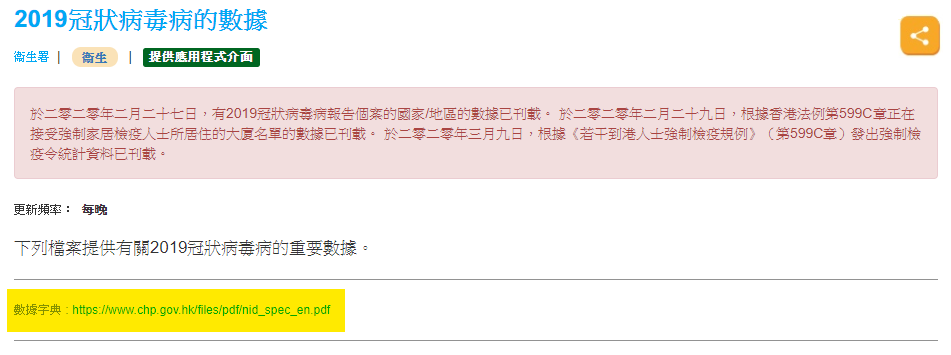 2019冠狀病毒病的數據
衞生署 | 衞生 | 提供應用程式介面
於二零二零年二月二十七日，有2019冠狀病毒病報告個案的國家/地區的數據已刊載。 於二零二零年二月二十九日，根據香港法例第599C章正在
接受強制家居檢疫人士所居住的大廈名單的數據已刊載。 於二零二零年三月九日，根據《若干到港人士強制檢疫規例》（第599C章）發出強制檢
疫令統計資料已刊載。
更新頻率： 每晚
下列檔案提供有關2019冠狀病毒病的重要數據。
數據字典 : https://www.chp.gov.hk/files/pdf/nid_spec_en.pdf